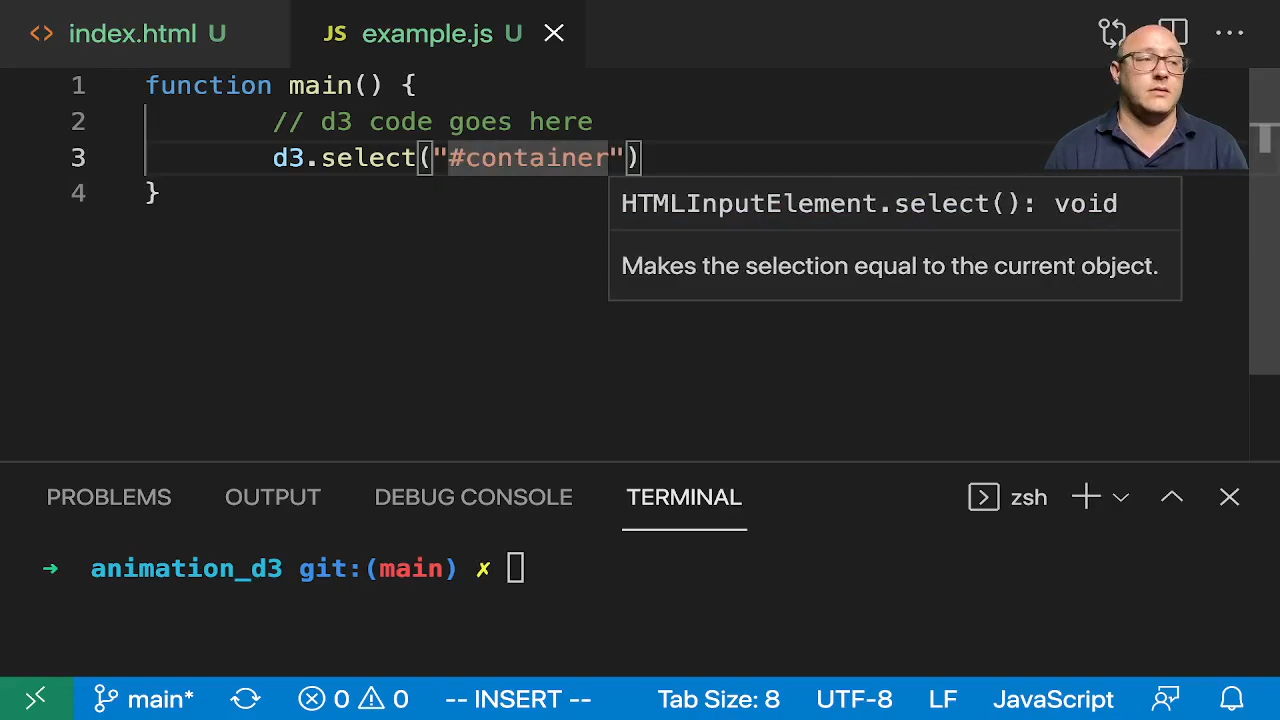 index.html U
JS example.js U
1 function main() {
2 // d3 code goes here
3 d3.select("#container")
4 }
HTMLInputElement.select(): void
Makes the selection equal to the current object.
PROBLEMS OUTPUT DEBUG CONSOLE TERMINAL zsh
→ animation_d3 git:(main) ✗
main* 0 0 -- INSERT -- Tab Size: 8 UTF-8 LF JavaScript